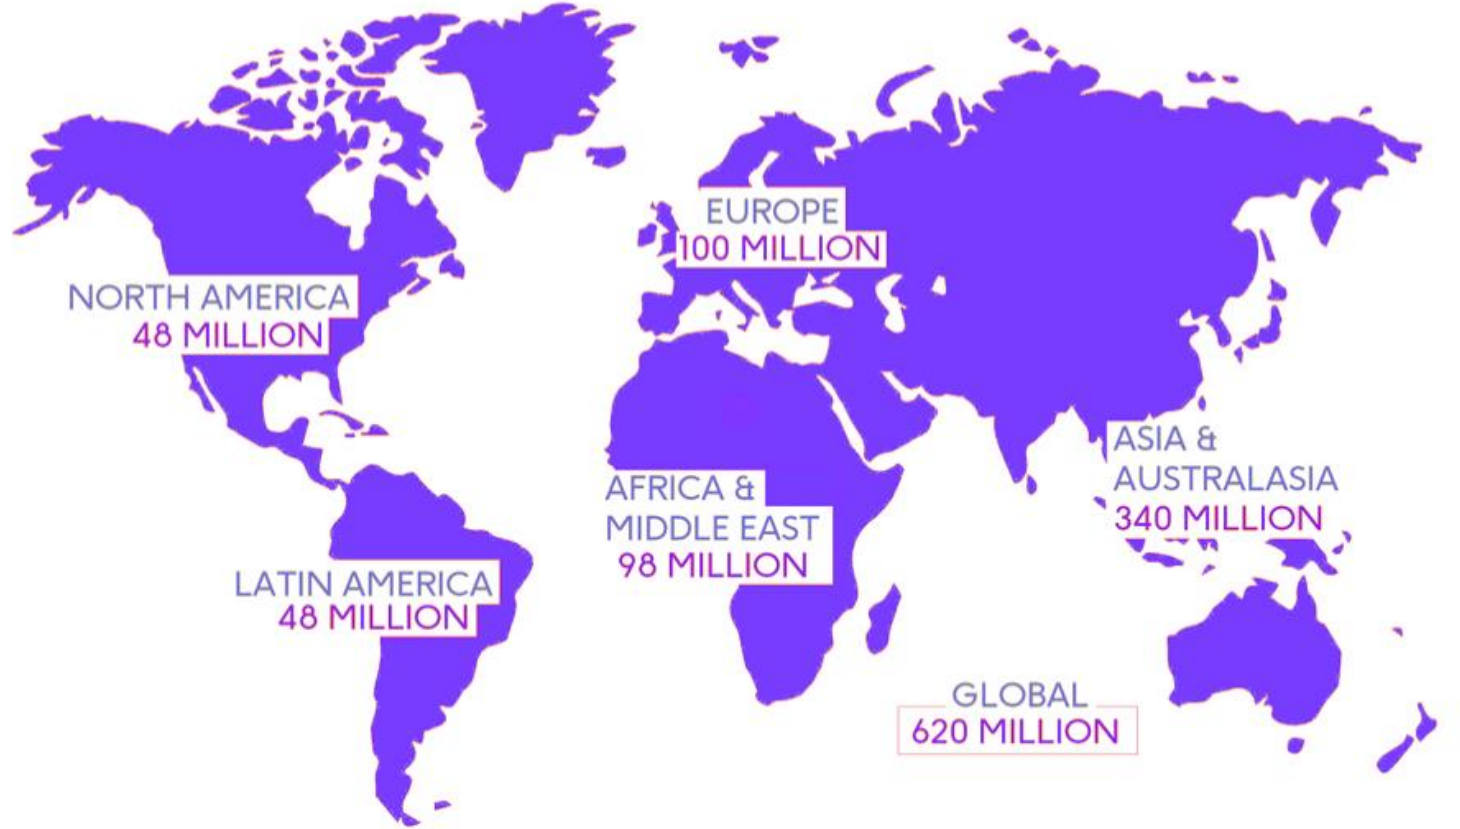 EUROPE
100 MILLION
NORTH AMERICA
48 MILLION
ASIA &
AUSTRALASIA
340 MILLION
AFRICA &
MIDDLE EAST
98 MILLION
LATIN AMERICA
48 MILLION
GLOBAL
620 MILLION